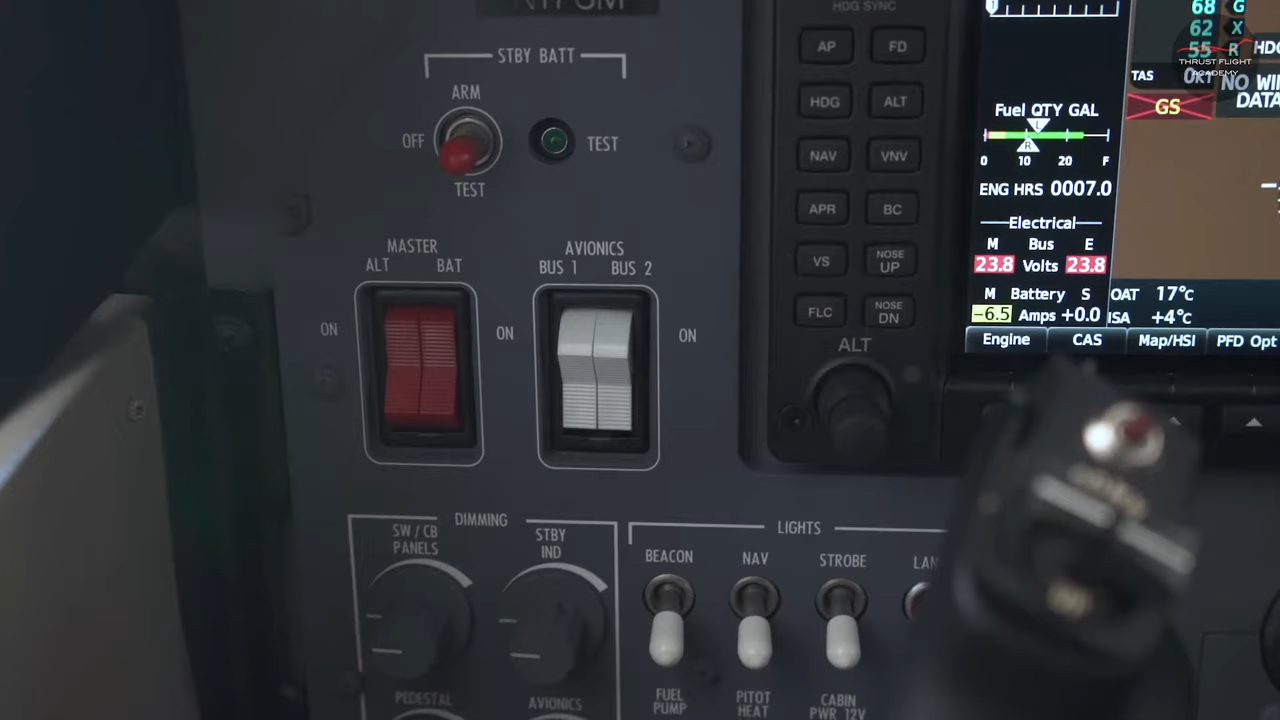 HDG SYNC
STBY BATT
ARM
OFF
TEST
TEST
MASTER
ALT BAT
ON
AVIONICS
BUS 1 BUS 2
ON
ON
DIMMING
SW / CB
PANELS
STBY
IND
PEDESTAL
AVIONICS
LIGHTS
BEACON
NAV
STROBE
LAN
FUEL
PUMP
PITOT
HEAT
CABIN
PWR 12V
AP
FD
HDG
ALT
NAV
VNV
APR
BC
VS
NOSE
UP
FLC
NOSE
DN
ALT
1
Fuel QTY GAL
L
R
0 10 20 F
ENG HRS 0007.0
Electrical
M Bus E
23.8 Volts 23.8
M Battery S
-6.5 Amps +0.0
68 G
62 X
55 R
HDG
THRUST FLIGHT
ACADEMY
TAS 0KT
NO WIN
DATA
GS
OAT 17°C
ISA +4°C
Engine
CAS
Map/HSI
PFD Opt